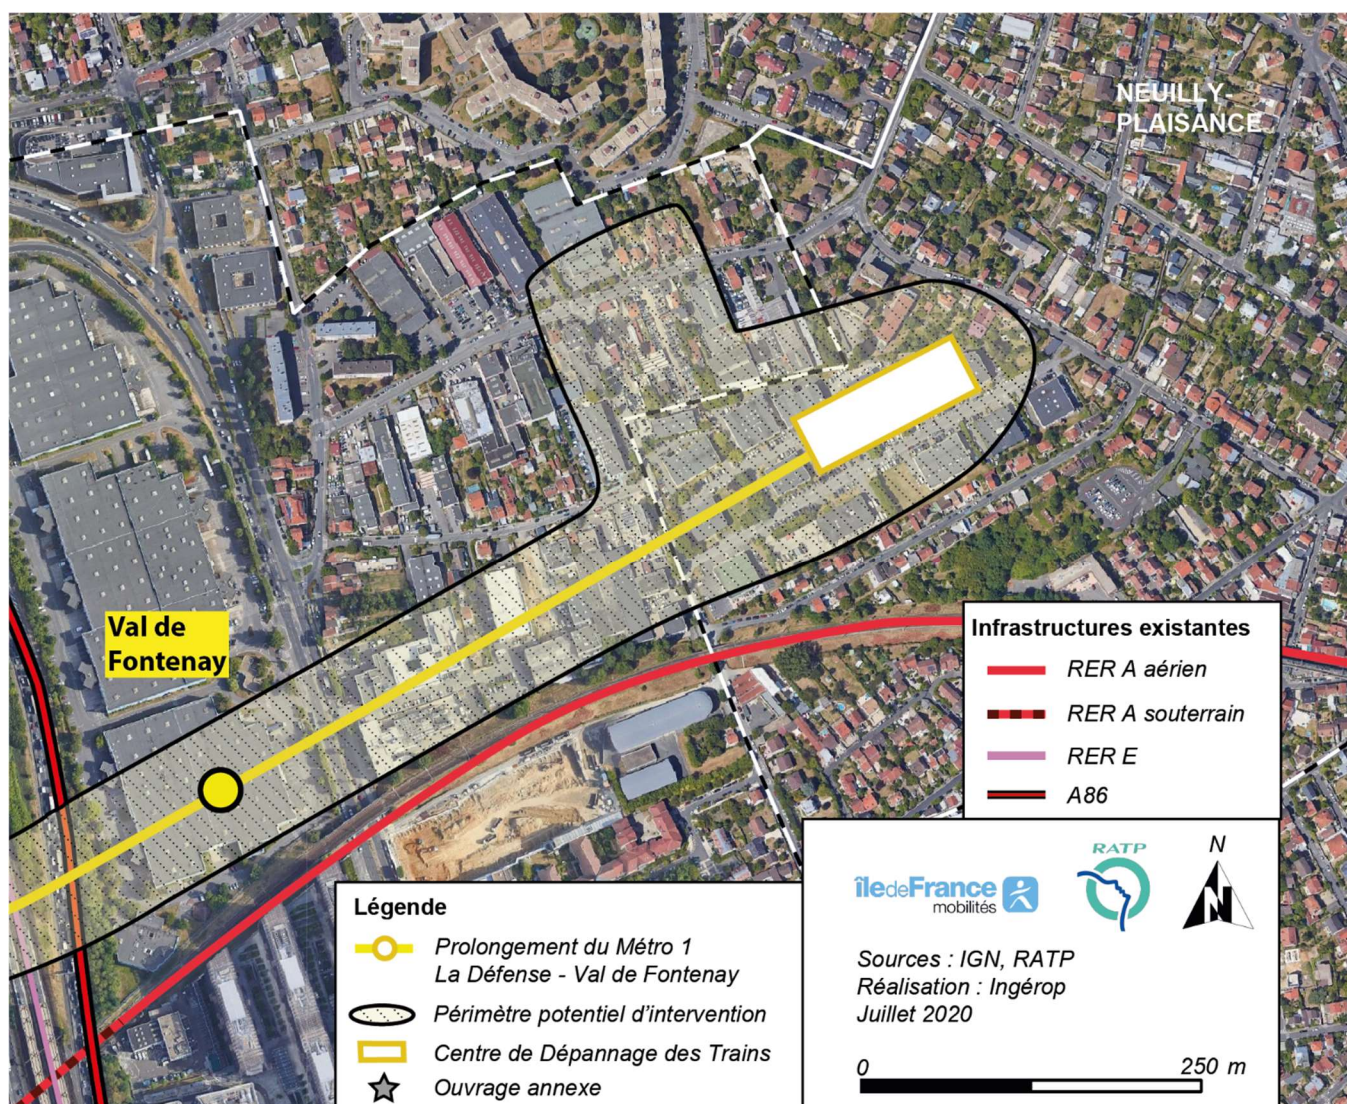 NEUILLY-
PLAISANCE
Val de
Fontenay
Infrastructures existantes
RER A aérien
RER A souterrain
RER E
A86
Légende
Prolongement du Métro 1
La Défense - Val de Fontenay
Périmètre potentiel d'intervention
Centre de Dépannage des Trains
Ouvrage annexe
îledeFrance
mobilités
RATP
N
Sources : IGN, RATP
Réalisation : Ingérop
Juillet 2020
0 250 m